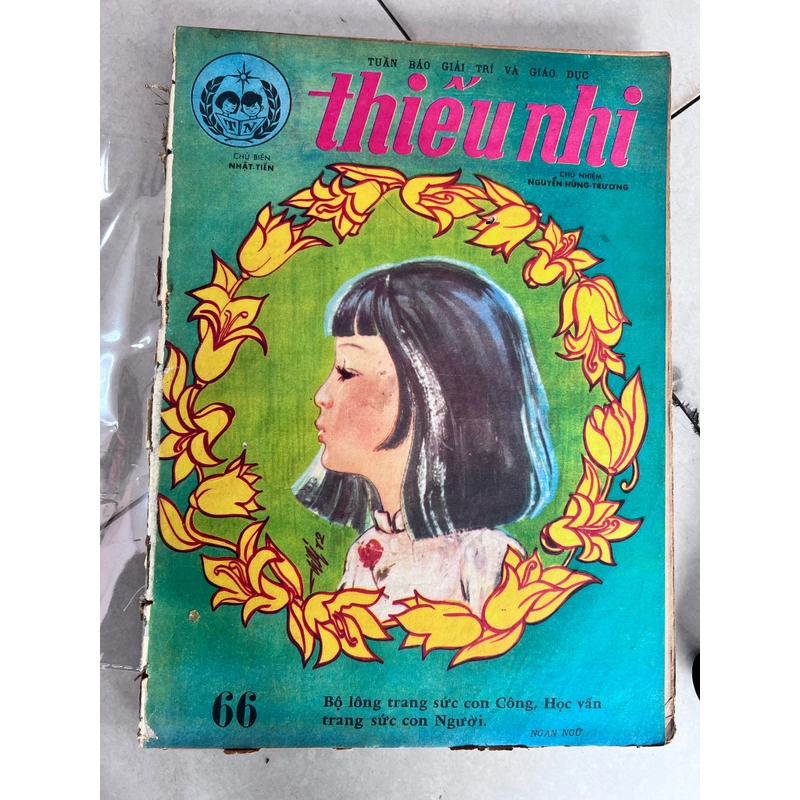 TUẦN BÁO GIẢI TRÍ VÀ GIÁO DỤC
thiếu nhi
TN
CHỦ BIÊN
NHẬT-TIẾN
CHỦ NHIỆM
NGUYỄN HÙNG-TRƯƠNG
66
Bộ lông trang sức con Công, Học vấn
trang sức con Người.
NGẠN NGỮ